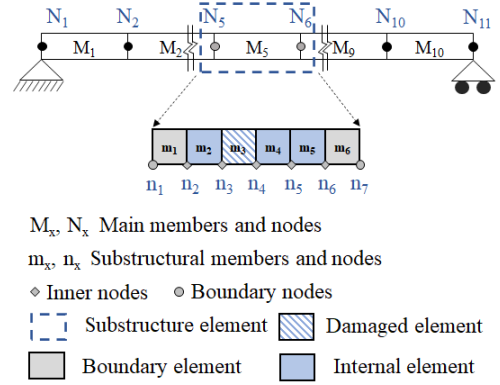 N1 N2 N5 N6 N10 N11
M1 M2 M5 M9 M10
m1 m2 m3 m4 m5 m6
n1 n2 n3 n4 n5 n6 n7
Mx, Nx Main members and nodes
mx, nx Substructural members and nodes
Inner nodes Boundary nodes
Substructure element Damaged element
Boundary element Internal element